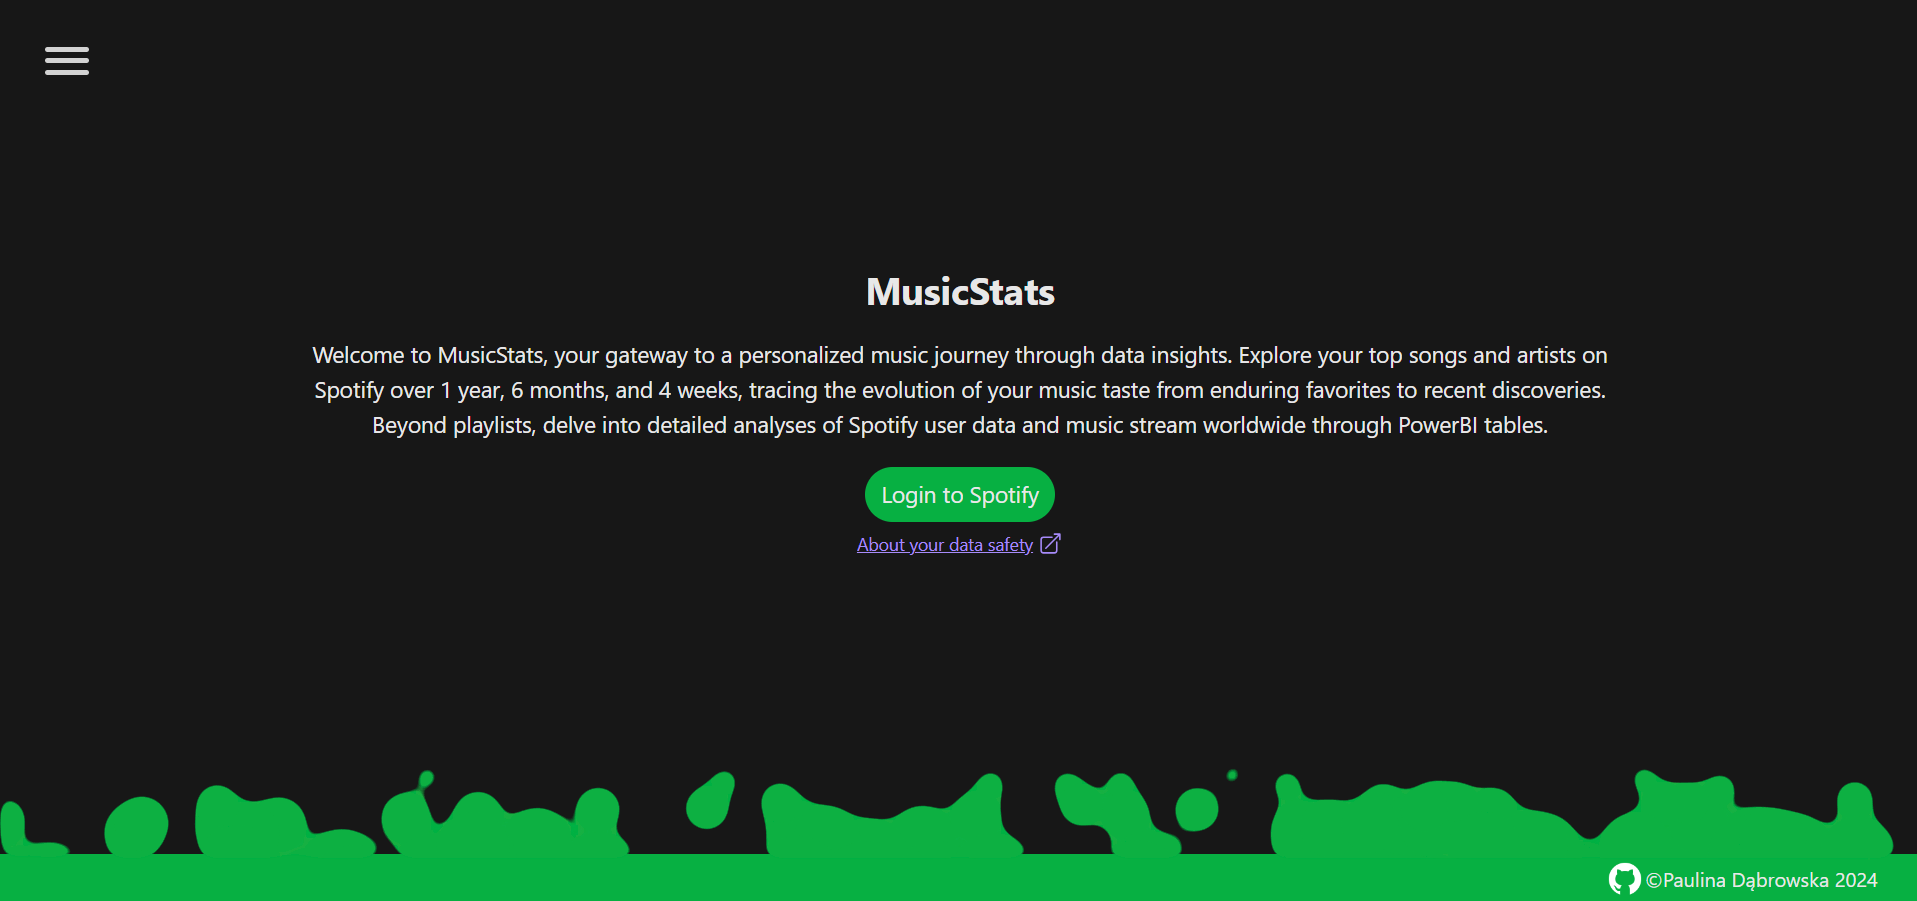 MusicStats
Welcome to MusicStats, your gateway to a personalized music journey through data insights. Explore your top songs and artists on
Spotify over 1 year, 6 months, and 4 weeks, tracing the evolution of your music taste from enduring favorites to recent discoveries.
Beyond playlists, delve into detailed analyses of Spotify user data and music stream worldwide through PowerBI tables.
Login to Spotify
About your data safety
©Paulina Dąbrowska 2024